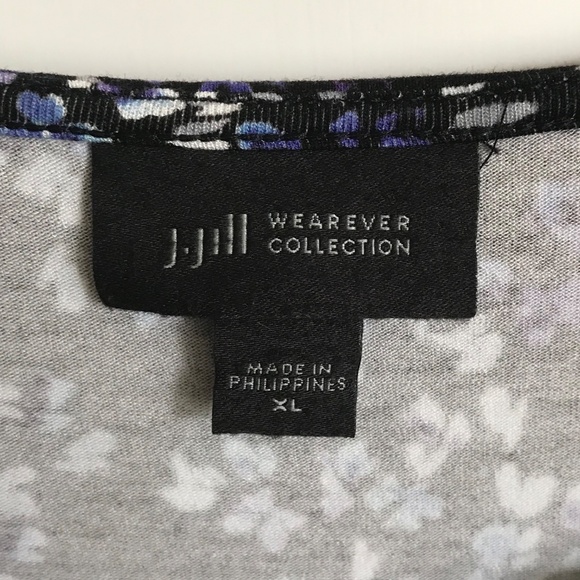 J.Jill WEAREVER
COLLECTION
MADE IN
PHILIPPINES
XL